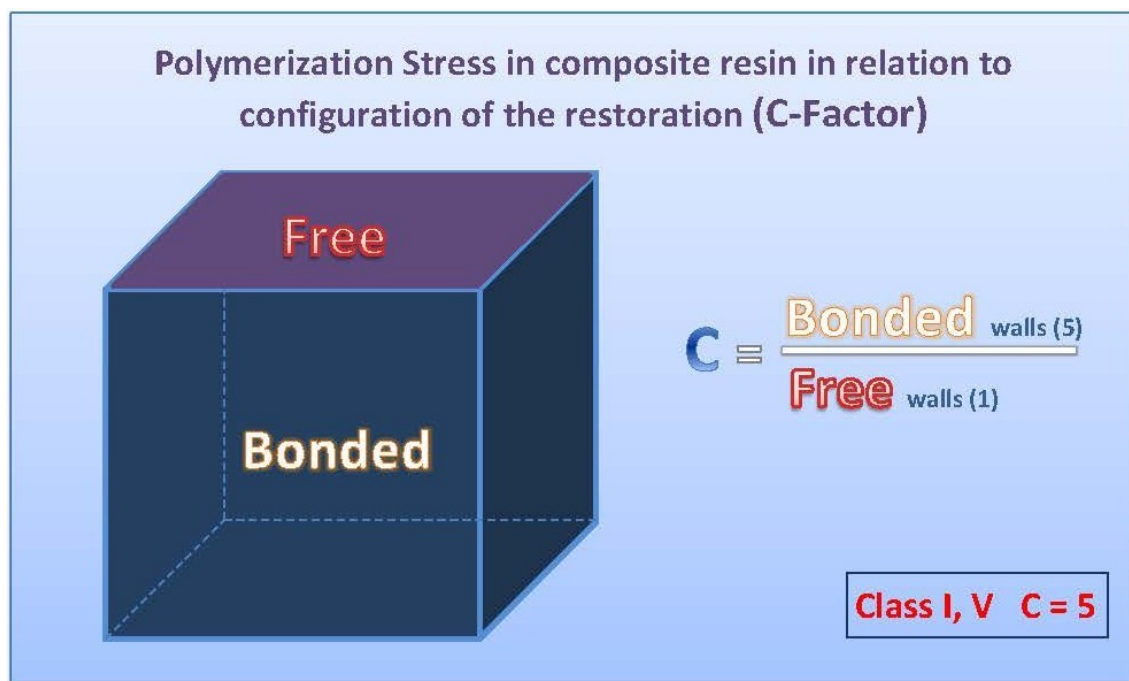 Polymerization Stress in composite resin in relation to
configuration of the restoration (C-Factor)
Free
Bonded
C = Bonded walls (5)
Free walls (1)
Class I, V C = 5